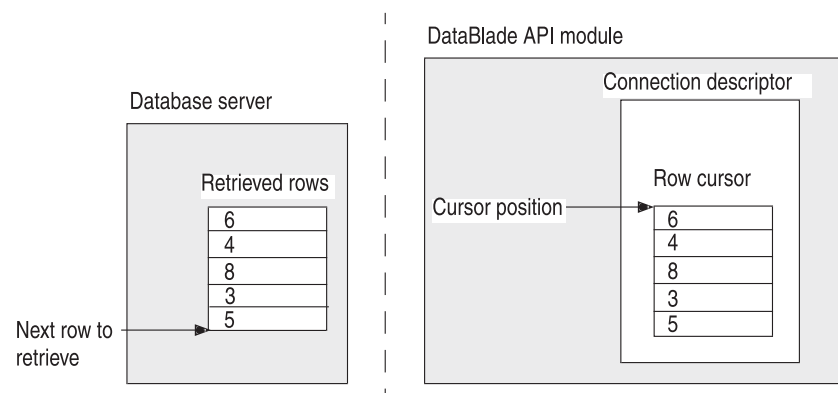 Database server
Retrieved rows
6
4
8
3
5
Next row to
retrieve
DataBlade API module
Connection descriptor
Row cursor
Cursor position
6
4
8
3
5